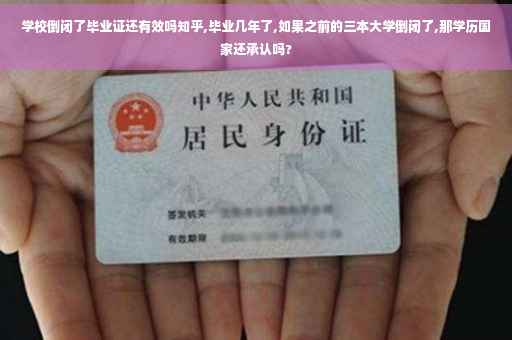 学校倒闭了毕业证还有效吗知乎,毕业几年了,如果之前的三本大学倒闭了,那学历国
家还承认吗?
中华人民共和国
居民身份证
签发机关
有效期限